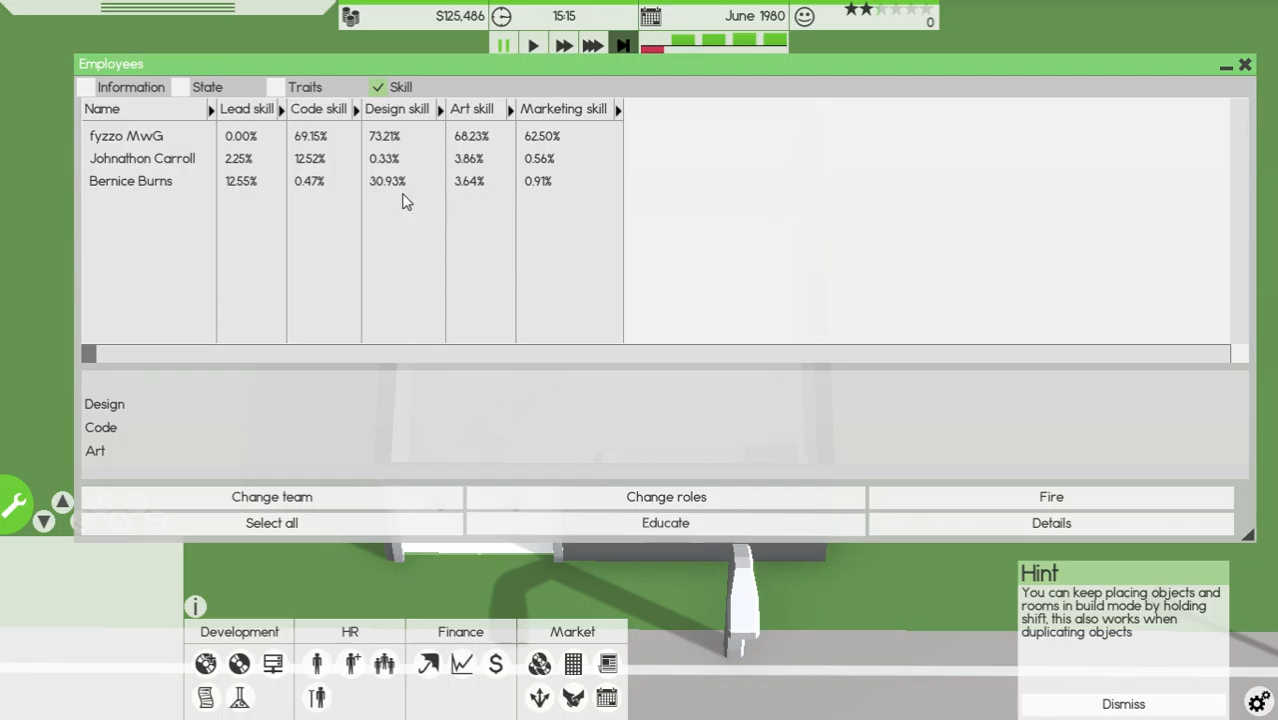 $125,486 15:15 June 1980 0
Employees
Information State Traits Skill
Name Lead skill Code skill Design skill Art skill Marketing skill
fyzzo MwG 0.00% 69.15% 73.21% 68.23% 62.50%
Johnathon Carroll 2.25% 12.52% 0.33% 3.86% 0.56%
Bernice Burns 12.55% 0.47% 30.93% 3.64% 0.91%
Design
Code
Art
Change team Change roles Fire
Select all Educate Details
Hint
You can keep placing objects and
rooms in build mode by holding
shift, this also works when
duplicating objects
Dismiss
Development HR Finance Market